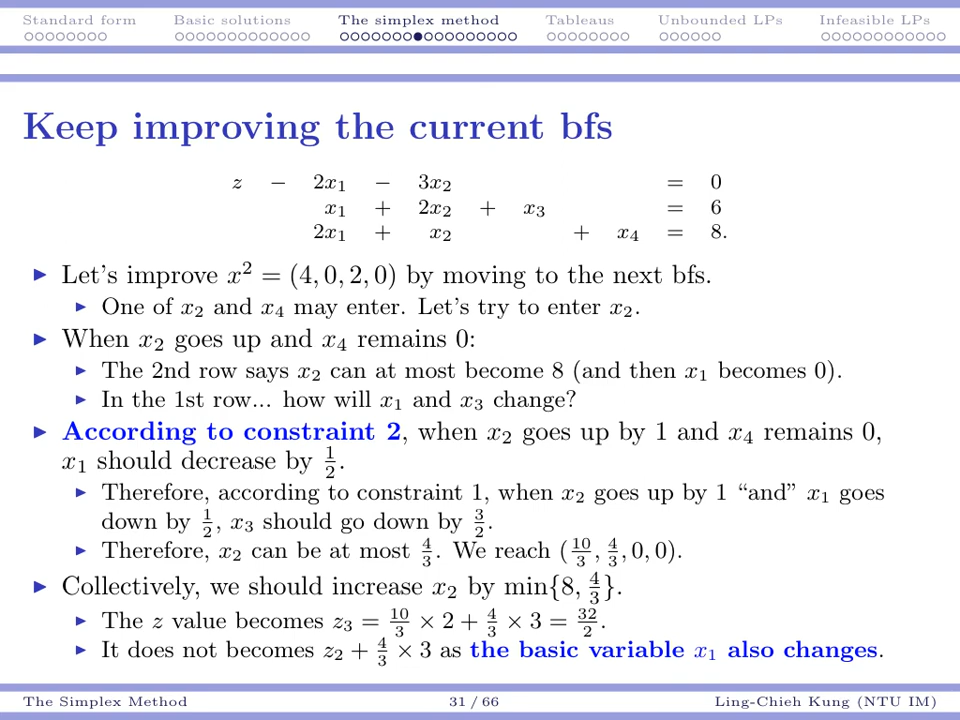 Standard form Basic solutions The simplex method Tableaus Unbounded LPs Infeasible LPs
Keep improving the current bfs
z − 2x₁ − 3x₂ = 0
x₁ + 2x₂ + x₃ = 6
2x₁ + x₂ + x₄ = 8.
▶ Let's improve x² = (4, 0, 2, 0) by moving to the next bfs.
▶ One of x₂ and x₄ may enter. Let's try to enter x₂.
▶ When x₂ goes up and x₄ remains 0:
▶ The 2nd row says x₂ can at most become 8 (and then x₁ becomes 0).
▶ In the 1st row... how will x₁ and x₃ change?
▶ According to constraint 2, when x₂ goes up by 1 and x₄ remains 0,
x₁ should decrease by 1/2.
▶ Therefore, according to constraint 1, when x₂ goes up by 1 “and” x₁ goes
down by 1/2, x₃ should go down by 3/2.
▶ Therefore, x₂ can be at most 4/3. We reach (10/3, 4/3, 0, 0).
▶ Collectively, we should increase x₂ by min{8, 4/3}.
▶ The z value becomes z₃ = 10/3 × 2 + 4/3 × 3 = 32/2.
▶ It does not becomes z₂ + 4/3 × 3 as the basic variable x₁ also changes.
The Simplex Method 31 / 66 Ling-Chieh Kung (NTU IM)